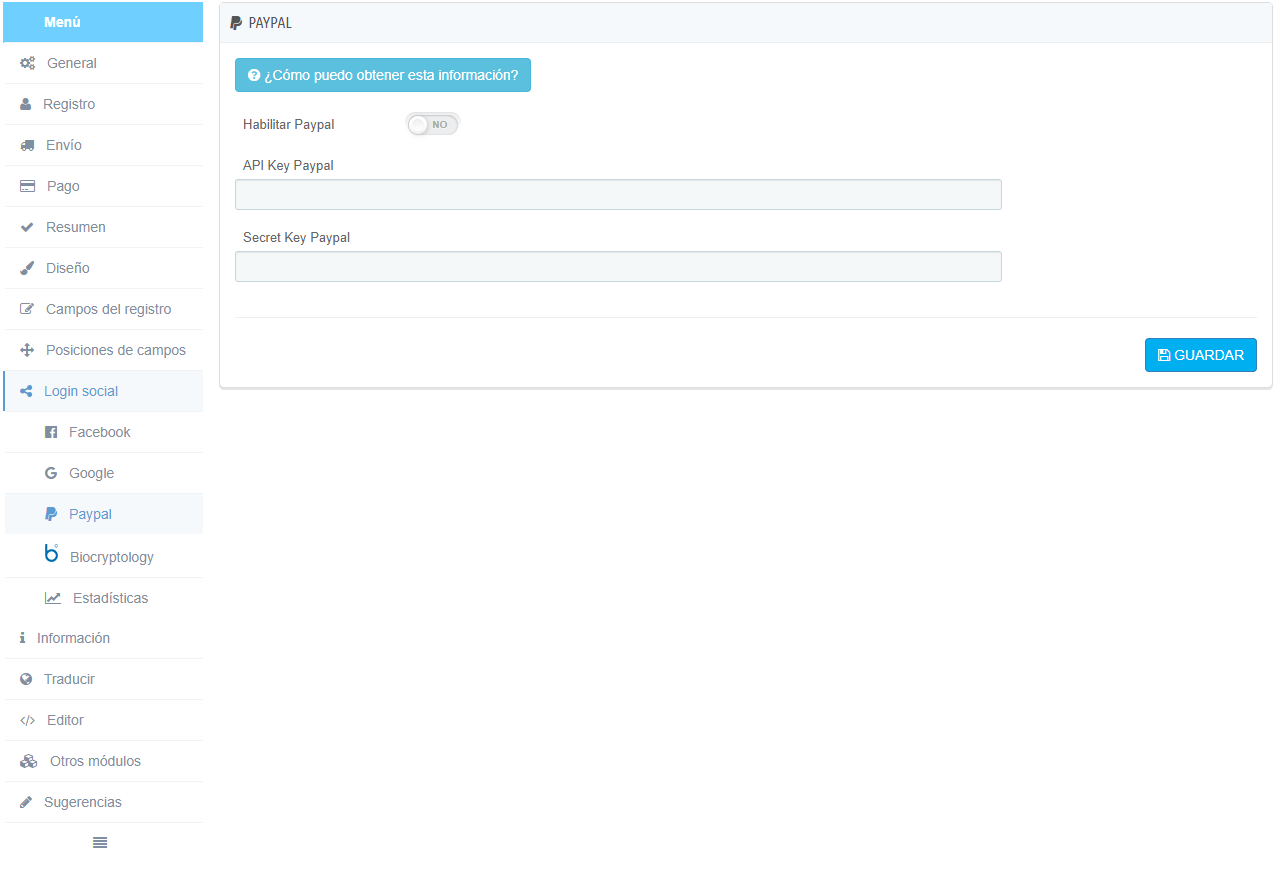 Menú
General
Registro
Envío
Pago
Resumen
Diseño
Campos del registro
Posiciones de campos
Login social
Facebook
Google
Paypal
Biocryptology
Estadísticas
Información
Traducir
Editor
Otros módulos
Sugerencias
PAYPAL
¿Cómo puedo obtener esta información?
Habilitar Paypal NO
API Key Paypal
Secret Key Paypal
GUARDAR